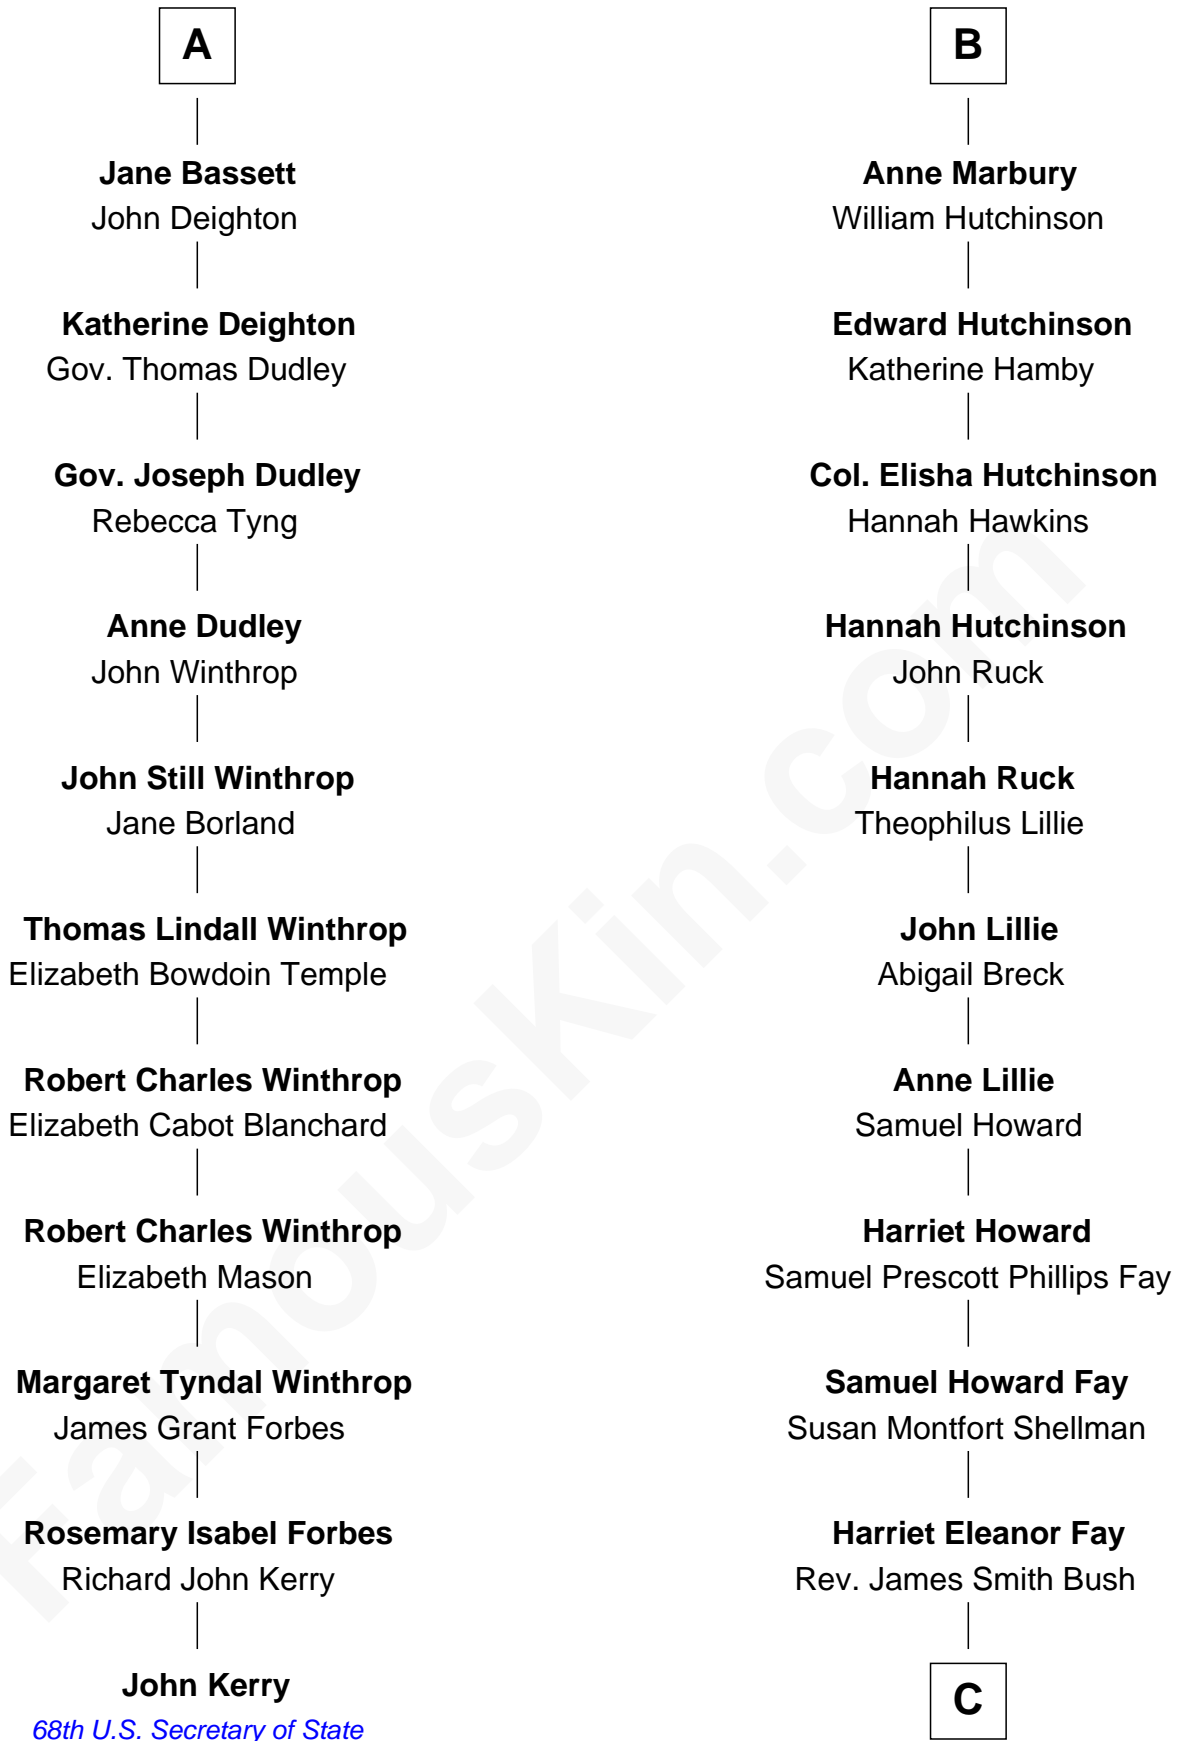 A
Jane Bassett
John Deighton
Katherine Deighton
Gov. Thomas Dudley
Gov. Joseph Dudley
Rebecca Tyng
Anne Dudley
John Winthrop
John Still Winthrop
Jane Borland
Thomas Lindall Winthrop
Elizabeth Bowdoin Temple
Robert Charles Winthrop
Elizabeth Cabot Blanchard
Robert Charles Winthrop
Elizabeth Mason
Margaret Tyndal Winthrop
James Grant Forbes
Rosemary Isabel Forbes
Richard John Kerry
John Kerry
68th U.S. Secretary of State
B
Anne Marbury
William Hutchinson
Edward Hutchinson
Katherine Hamby
Col. Elisha Hutchinson
Hannah Hawkins
Hannah Hutchinson
John Ruck
Hannah Ruck
Theophilus Lillie
John Lillie
Abigail Breck
Anne Lillie
Samuel Howard
Harriet Howard
Samuel Prescott Phillips Fay
Samuel Howard Fay
Susan Montfort Shellman
Harriet Eleanor Fay
Rev. James Smith Bush
C
FamousKin.com